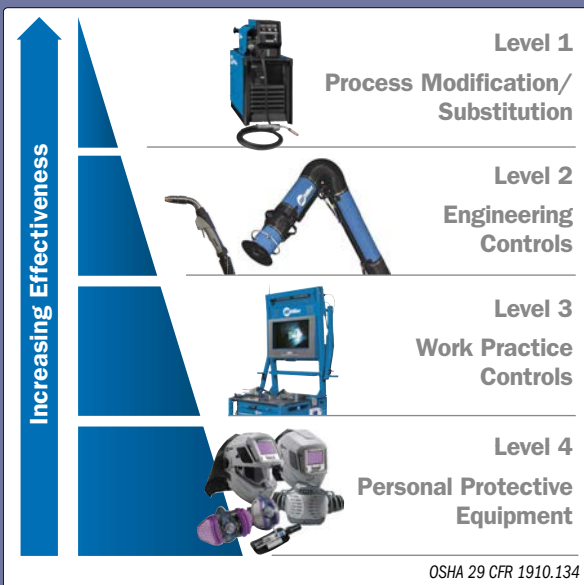 Increasing Effectiveness
Level 1
Process Modification/
Substitution
Level 2
Engineering
Controls
Level 3
Work Practice
Controls
Level 4
Personal Protective
Equipment
OSHA 29 CFR 1910.134